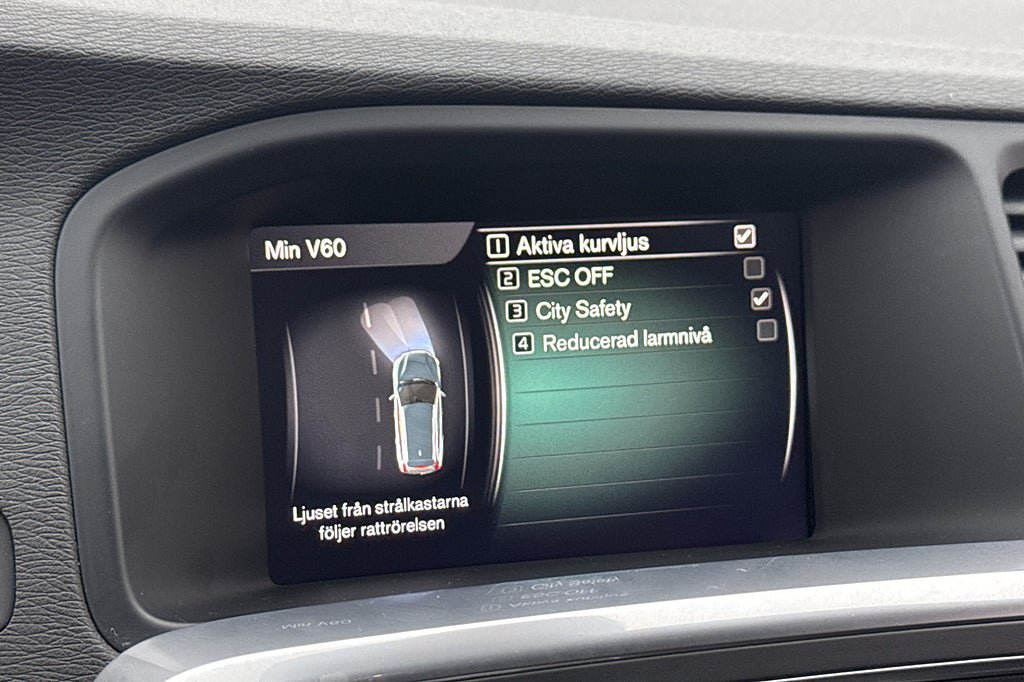 Min V60
1 Aktiva kurvljus
2 ESC OFF
3 City Safety
4 Reducerad larmnivå
Ljuset från strålkastarna
följer rattrörelsen